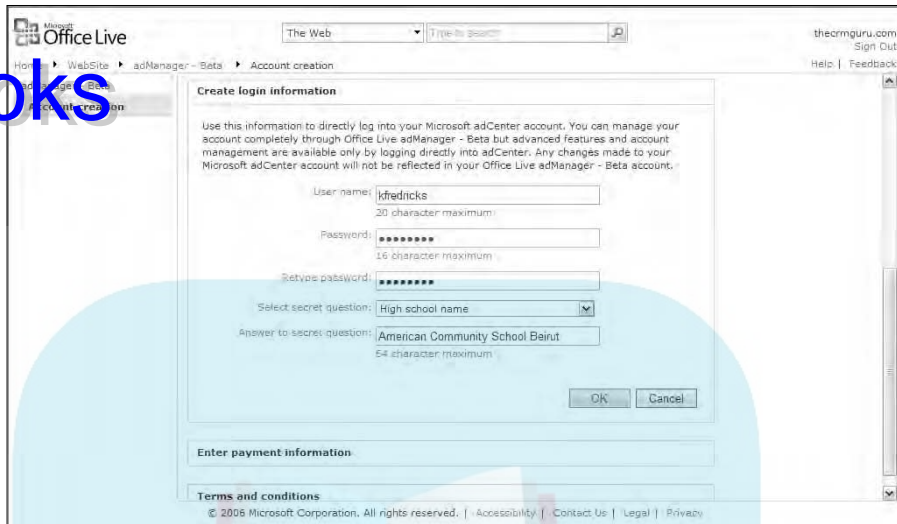 Microsoft
Office Live
The Web
Type to search
thecrmguru.com
Sign Out
Home ▸ WebSite ▸ adManager - Beta ▸ Account creation
Help | Feedback
oks
adManager - Beta
Account creation
Create login information
Use this information to directly log into your Microsoft adCenter account. You can manage your
account completely through Office Live adManager - Beta but advanced features and account
management are available only by logging directly into adCenter. Any changes made to your
Microsoft adCenter account will not be reflected in your Office Live adManager - Beta account.
User name: kfredricks
20 character maximum
Password: ••••••••
16 character maximum
Retype password: ••••••••
Select secret question: High school name
Answer to secret question: American Community School Beirut
64 character maximum
OK Cancel
Enter payment information
Terms and conditions
© 2006 Microsoft Corporation. All rights reserved. | Accessibility | Contact Us | Legal | Privacy